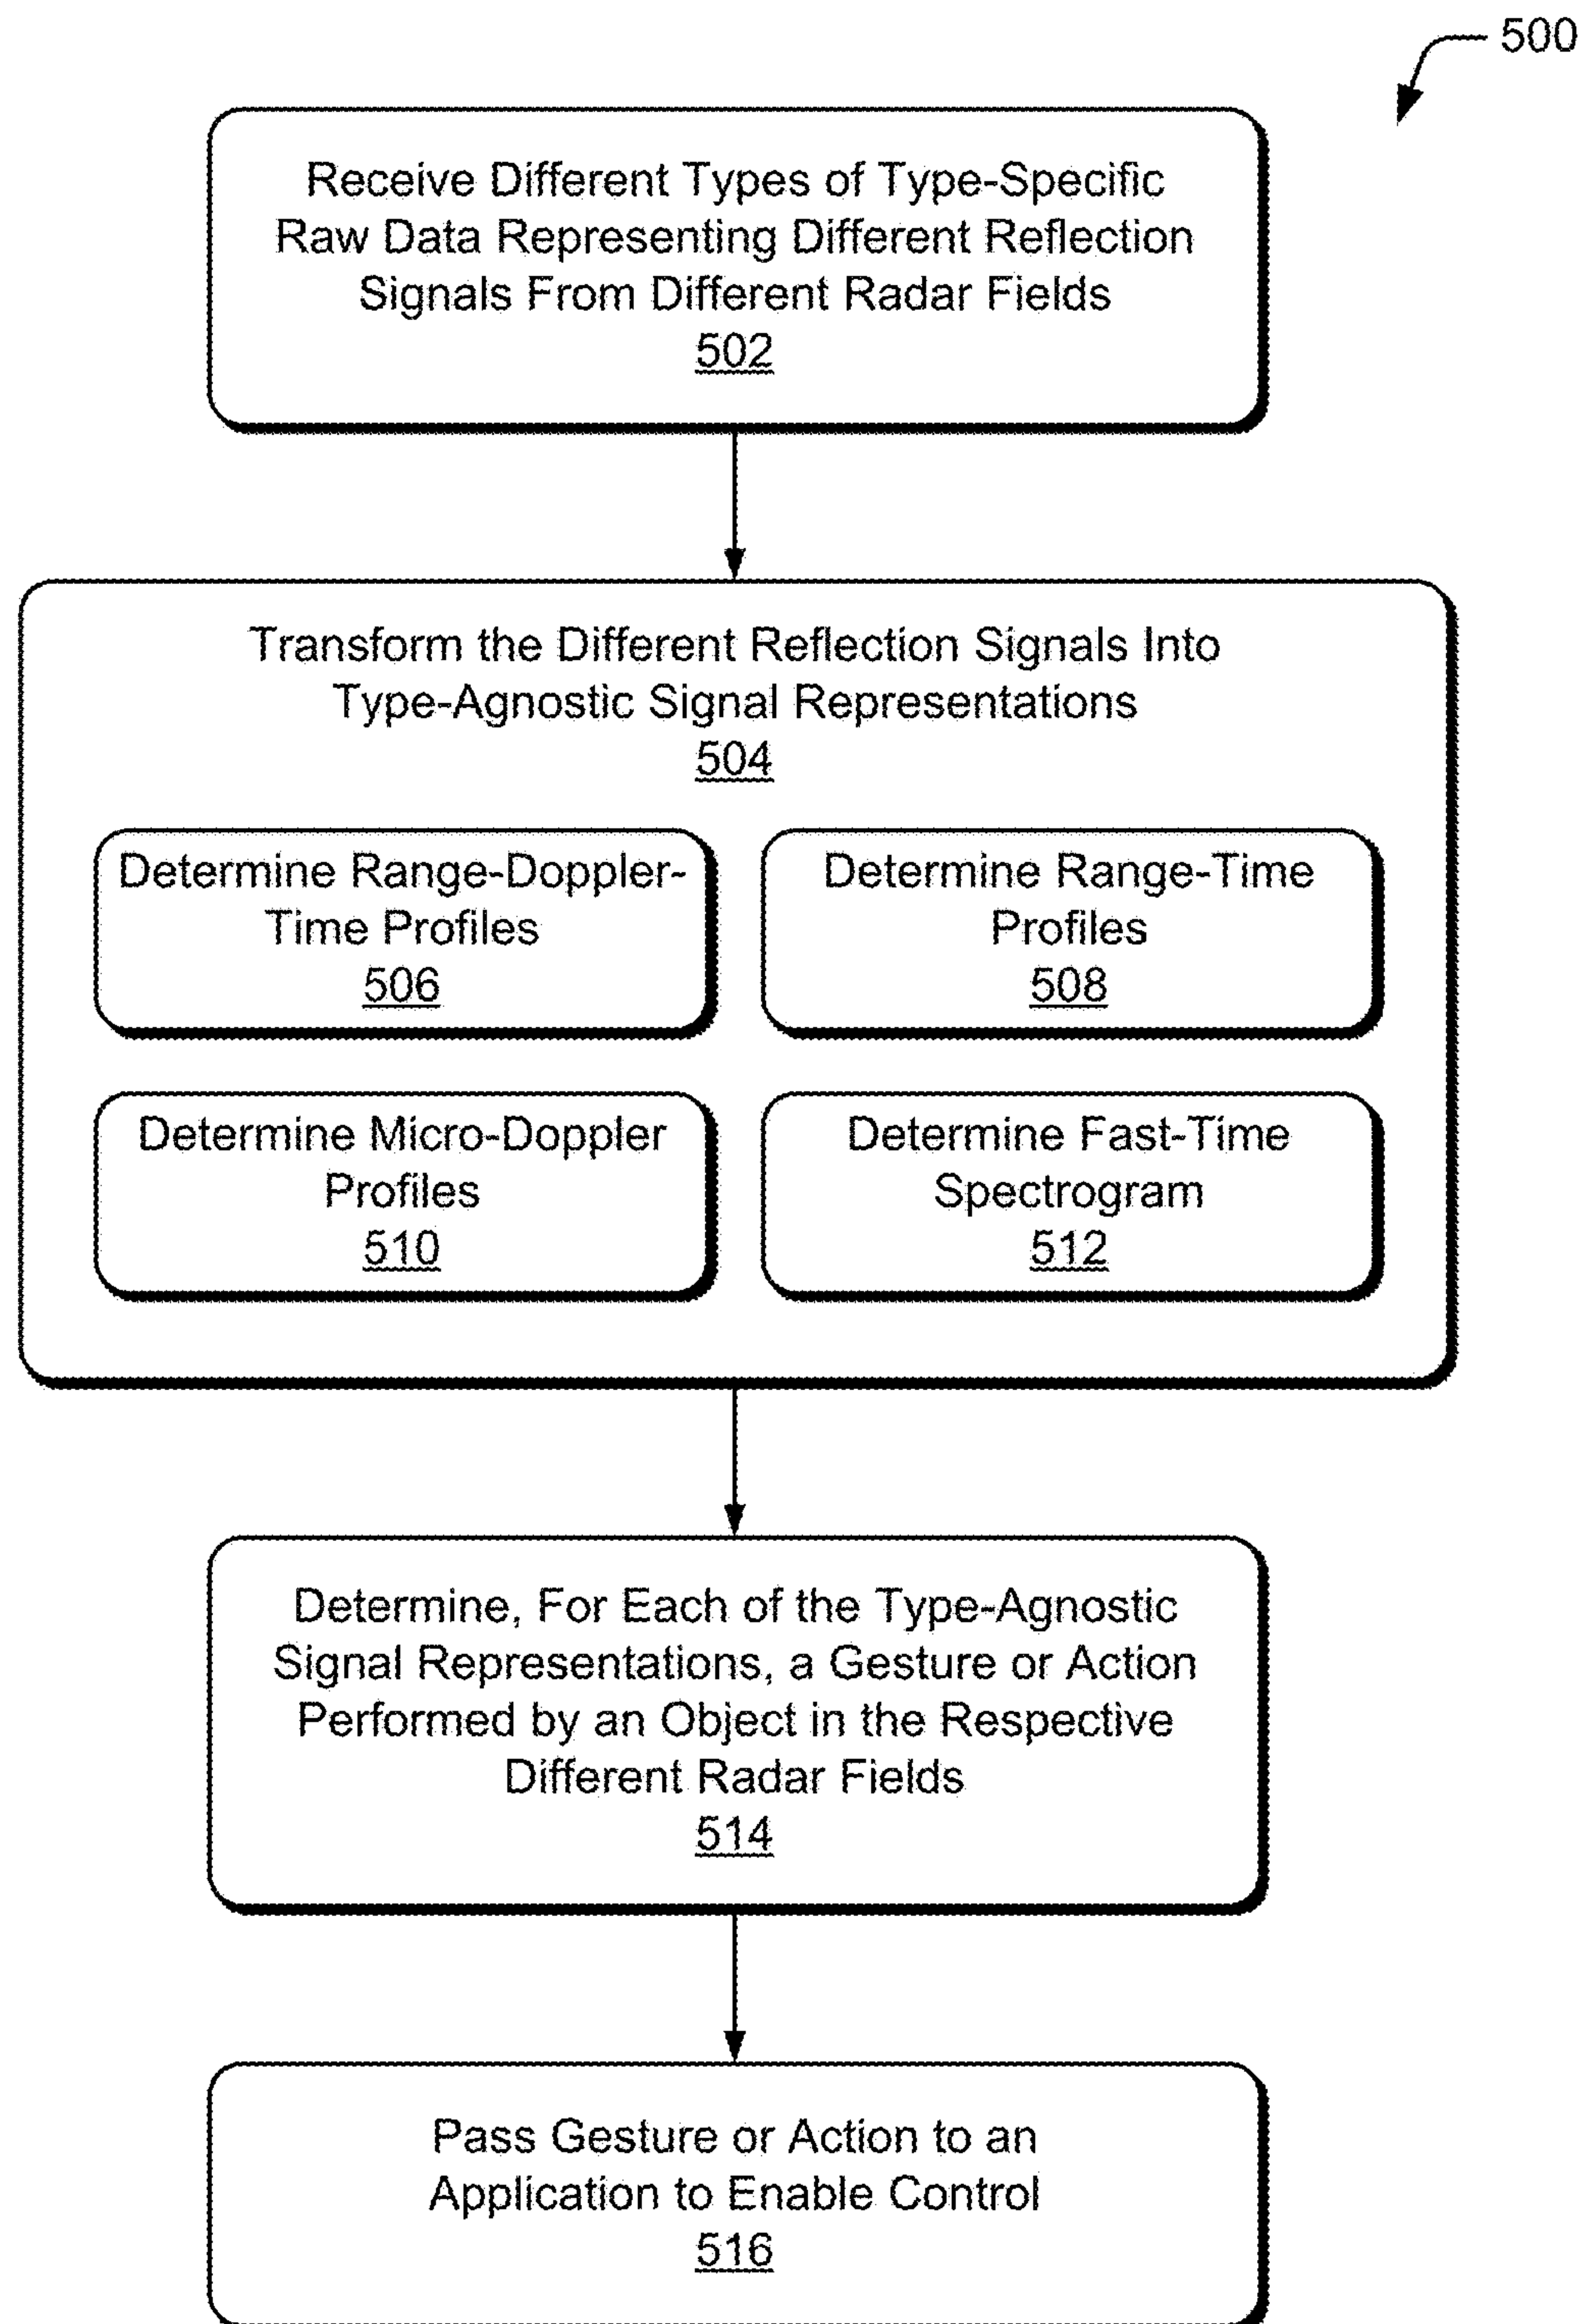 500
Receive Different Types of Type-Specific
Raw Data Representing Different Reflection
Signals From Different Radar Fields
502
Transform the Different Reflection Signals Into
Type-Agnostic Signal Representations
504
Determine Range-Doppler-
Time Profiles
506
Determine Range-Time
Profiles
508
Determine Micro-Doppler
Profiles
510
Determine Fast-Time
Spectrogram
512
Determine, For Each of the Type-Agnostic
Signal Representations, a Gesture or Action
Performed by an Object in the Respective
Different Radar Fields
514
Pass Gesture or Action to an
Application to Enable Control
516